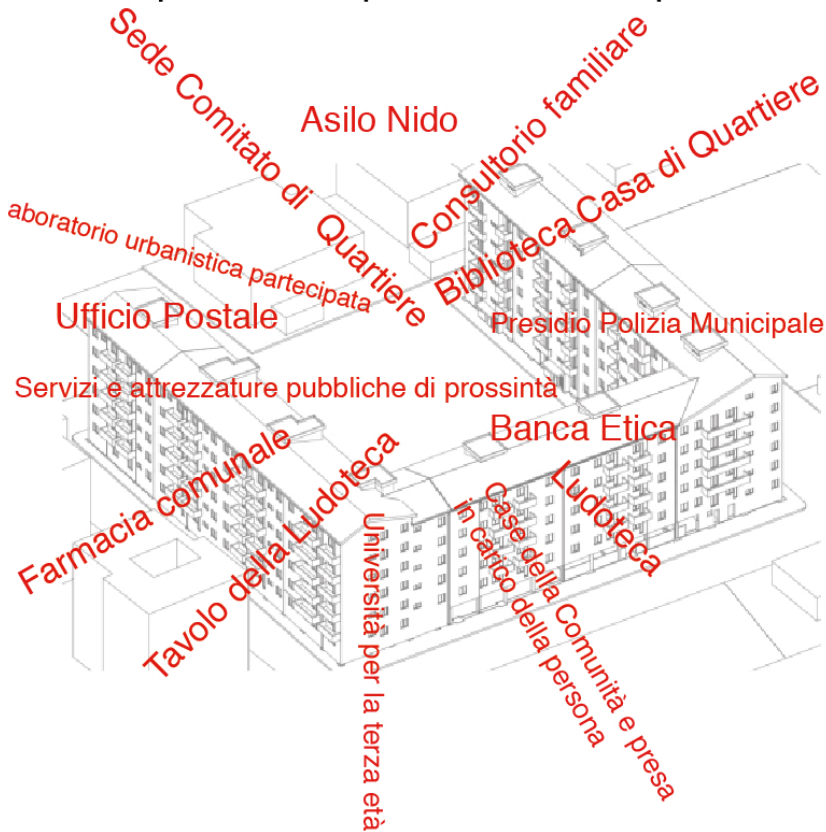 Sede Comitato di Quartiere
Asilo Nido
Consultorio familiare
Biblioteca Casa di Quartiere
aboratorio urbanistica partecipata
Ufficio Postale
Presidio Polizia Municipale
Servizi e attrezzature pubbliche di prossintà
Banca Etica
Farmacia comunale
Tavolo della Ludoteca
Università per la terza età
Case della Comunità e presa
in carico della persona
Ludoteca